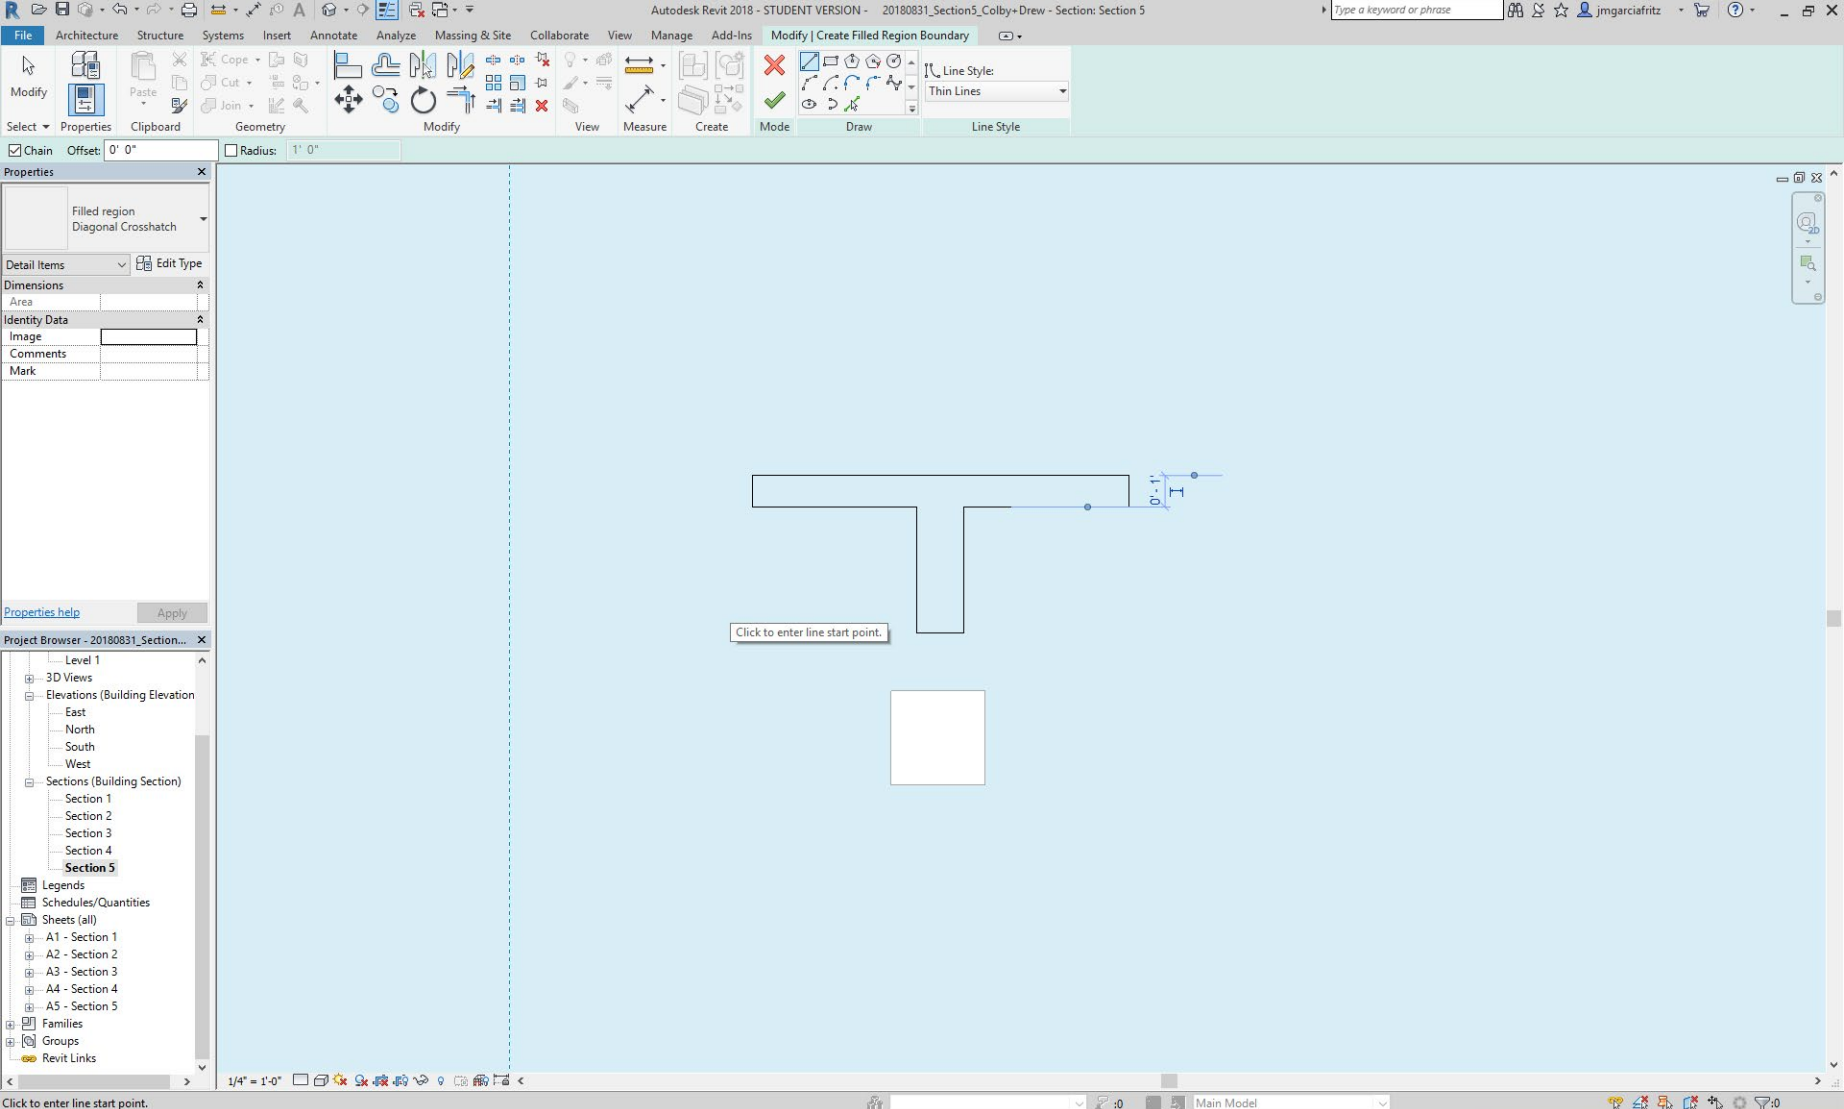 Autodesk Revit 2018 - STUDENT VERSION - 20180831_Section5_Colby+Drew - Section: Section 5
Type a keyword or phrase
jmgarciafritz
File Architecture Structure Systems Insert Annotate Analyze Massing & Site Collaborate View Manage Add-Ins Modify | Create Filled Region Boundary
Modify
Paste
Cope
Cut
Join
Line Style:
Thin Lines
Select Properties Clipboard Geometry Modify View Measure Create Mode Draw Line Style
Chain Offset: 0' 0" Radius: 1' 0"
Properties
Filled region
Diagonal Crosshatch
Detail Items Edit Type
Dimensions
Area
Identity Data
Image
Comments
Mark
Properties help Apply
Project Browser - 20180831_Section...
Level 1
3D Views
Elevations (Building Elevation
East
North
South
West
Sections (Building Section)
Section 1
Section 2
Section 3
Section 4
Section 5
Legends
Schedules/Quantities
Sheets (all)
A1 - Section 1
A2 - Section 2
A3 - Section 3
A4 - Section 4
A5 - Section 5
Families
Groups
Revit Links
2D
0' - 1"
Click to enter line start point.
1/4" = 1'-0"
Click to enter line start point.
:0
Main Model
:0